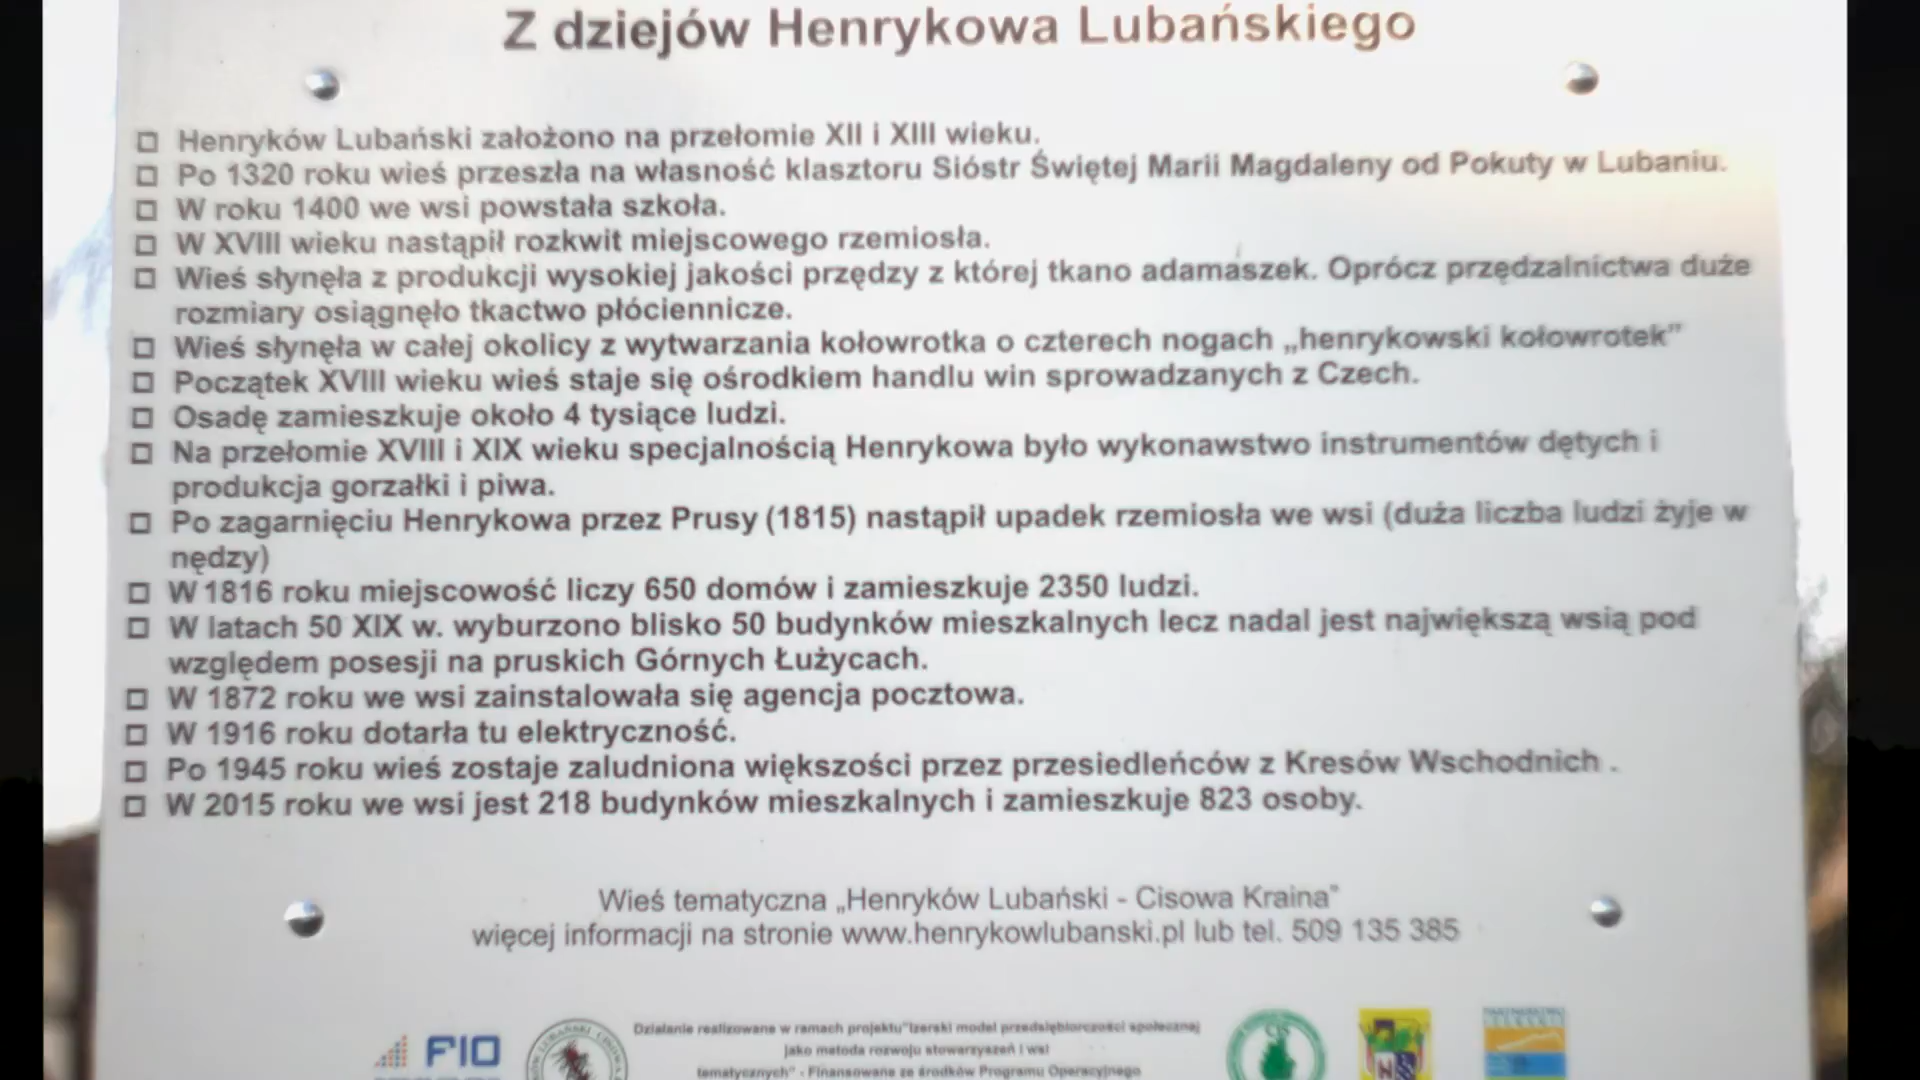 Z dziejów Henrykowa Lubańskiego
Henryków Lubański założono na przełomie XII i XIII wieku.
Po 1320 roku wieś przeszła na własność klasztoru Sióstr Świętej Marii Magdaleny od Pokuty w Lubaniu.
W roku 1400 we wsi powstała szkoła.
W XVIII wieku nastąpił rozkwit miejscowego rzemiosła.
Wieś słynęła z produkcji wysokiej jakości przędzy z której tkano adamaszek. Oprócz przędzalnictwa duże
rozmiary osiągnęło tkactwo płóciennicze.
Wieś słynęła w całej okolicy z wytwarzania kołowrotka o czterech nogach „henrykowski kołowrotek”
Początek XVIII wieku wieś staje się ośrodkiem handlu win sprowadzanych z Czech.
Osadę zamieszkuje około 4 tysiące ludzi.
Na przełomie XVIII i XIX wieku specjalnością Henrykowa było wykonawstwo instrumentów dętych i
produkcja gorzałki i piwa.
Po zagarnięciu Henrykowa przez Prusy (1815) nastąpił upadek rzemiosła we wsi (duża liczba ludzi żyje w
nędzy)
W 1816 roku miejscowość liczy 650 domów i zamieszkuje 2350 ludzi.
W latach 50 XIX w. wyburzono blisko 50 budynków mieszkalnych lecz nadal jest największą wsią pod
względem posesji na pruskich Górnych Łużycach.
W 1872 roku we wsi zainstalowała się agencja pocztowa.
W 1916 roku dotarła tu elektryczność.
Po 1945 roku wieś zostaje zaludniona większości przez przesiedleńców z Kresów Wschodnich .
W 2015 roku we wsi jest 218 budynków mieszkalnych i zamieszkuje 823 osoby.
Wieś tematyczna „Henryków Lubański - Cisowa Kraina”
więcej informacji na stronie www.henrykowlubanski.pl lub tel. 509 135 385
Działanie realizowane w ramach projektu"Izerski model przedsiębiorczości społecznej
jako metoda rozwoju stowarzyszeń i wsi
tematycznych" - Finansowane ze środków Programu Operacyjnego
FIO